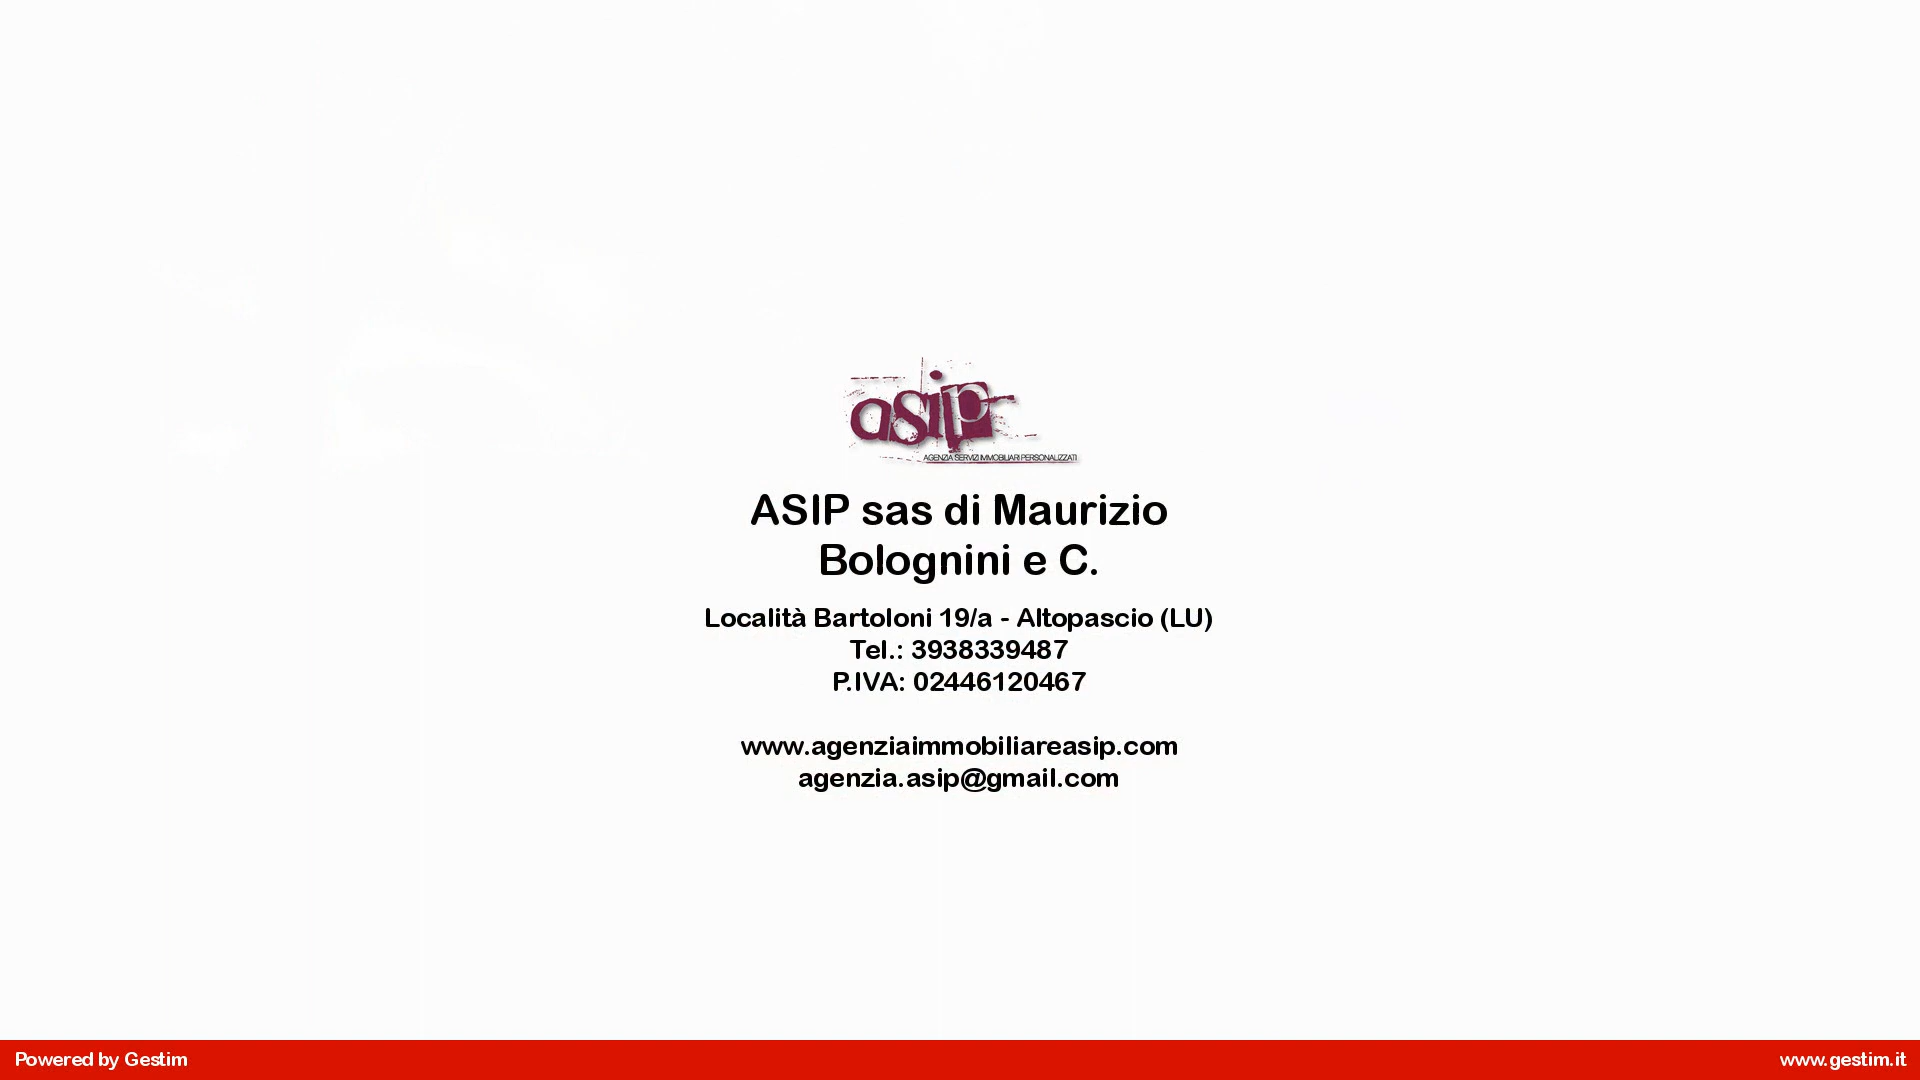 asip
AGENZIA SERVIZI IMMOBILIARI PERSONALIZZATI
ASIP sas di Maurizio
Bolognini e C.
Località Bartoloni 19/a - Altopascio (LU)
Tel.: 3938339487
P.IVA: 02446120467
www.agenziaimmobiliareasip.com
agenzia.asip@gmail.com
Powered by Gestim
www.gestim.it